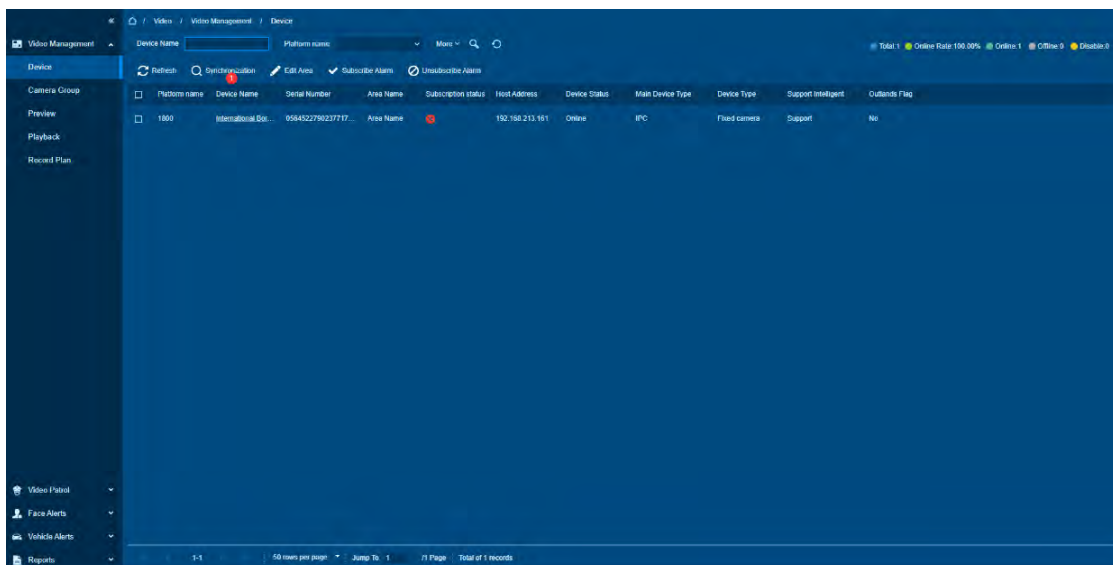 « / Video / Video Management / Device
Video Management
Device Name Platform name More
Total:1 Online Rate:100.00% Online:1 Offline:0 Disable:0
Device
Refresh Synchronization Edit Area Subscribe Alarm Unsubscribe Alarm
1
Camera Group
Platform name Device Name Serial Number Area Name Subscription status Host Address Device Status Main Device Type Device Type Support Intelligent Outlands Flag
Preview
1800 International Bor... 0564522790237717... Area Name 192.168.213.161 Online IPC Fixed camera Support No
Playback
Record Plan
Video Patrol
Face Alerts
Vehicle Alerts
Reports
1-1 50 rows per page Jump To 1 /1 Page Total of 1 records